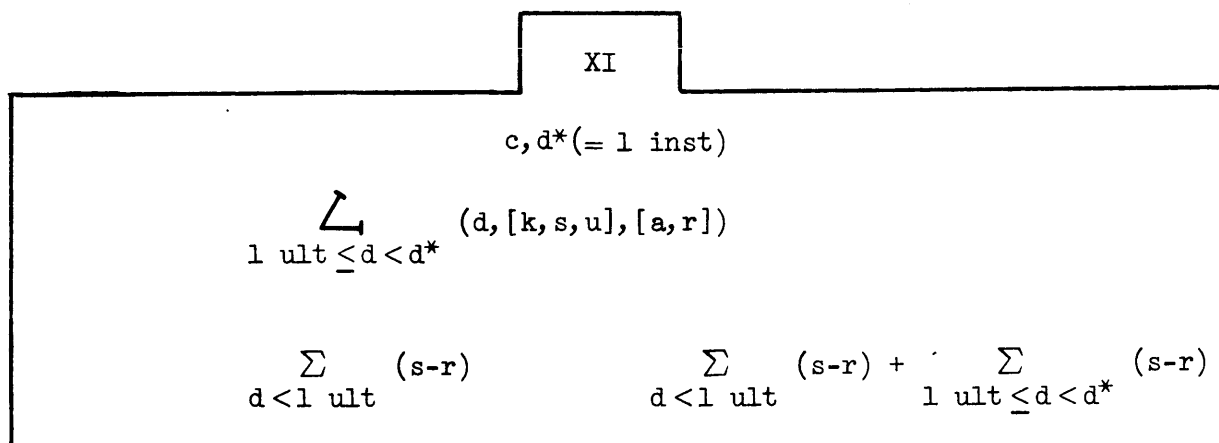 XI
c,d*(= 1 inst)
∠ (d,[k,s,u],[a,r])
1 ult ≤ d < d*
Σ (s-r) Σ (s-r) + Σ (s-r)
d < 1 ult d < 1 ult 1 ult ≤ d < d*